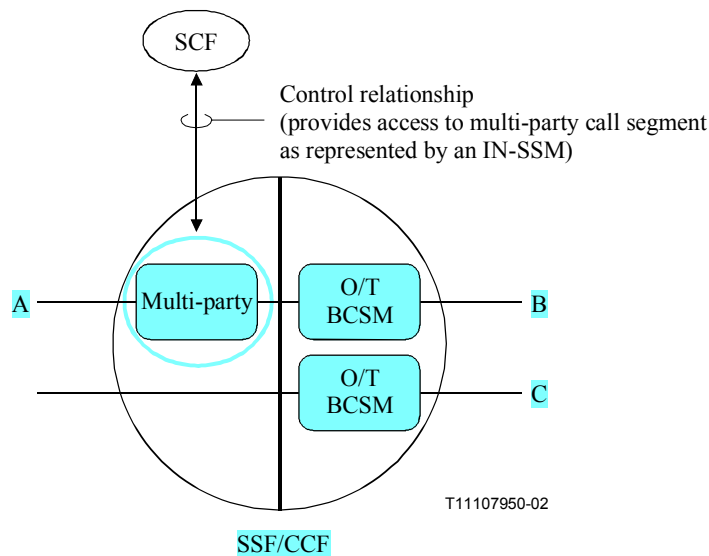 SCF
Control relationship
(provides access to multi-party call segment
as represented by an IN-SSM)
A
Multi-party
O/T
BCSM
B
O/T
BCSM
C
T11107950-02
SSF/CCF